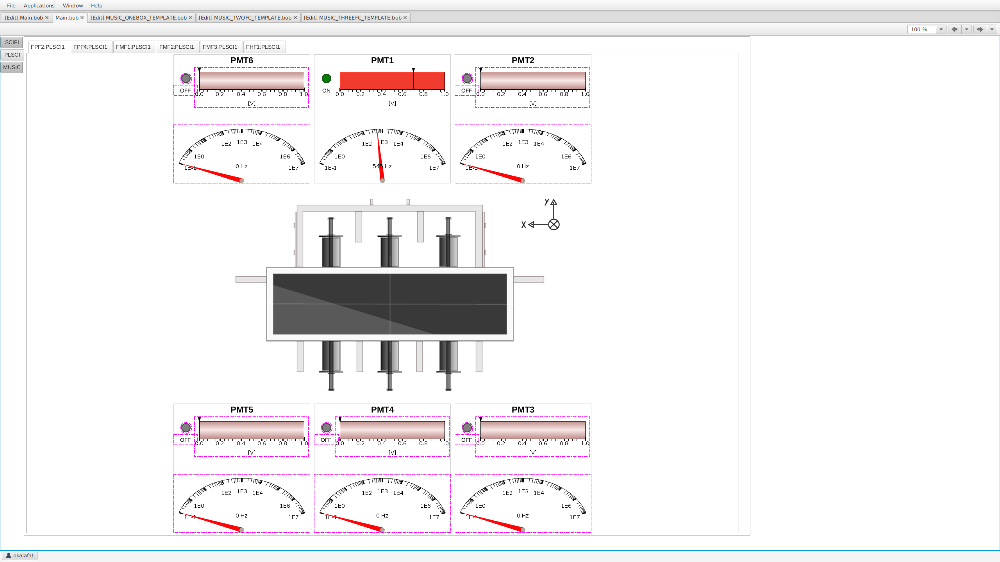 File Applications Window Help
[Edit] Main.bob ✕ Main.bob ✕ [Edit] MUSIC_ONEBOX_TEMPLATE.bob ✕ [Edit] MUSIC_TWOFC_TEMPLATE.bob ✕ [Edit] MUSIC_THREEFC_TEMPLATE.bob ✕
100 %
SCIFI
PLSCI
MUSIC
FPF2:PLSCI1 FPF4:PLSCI1 FMF1:PLSCI1 FMF2:PLSCI1 FMF3:PLSCI1 FHF1:PLSCI1
PMT6 PMT1 PMT2
OFF 0.0 0.2 0.4 0.6 0.8 1.0 ON 0.0 0.2 0.4 0.6 0.8 1.0 OFF 0.0 0.2 0.4 0.6 0.8 1.0
[V] [V] [V]
1E2 1E3 1E4 1E2 1E3 1E4 1E2 1E3 1E4
1E0 1E6 1E0 1E6 1E0 1E6
1E-1 0 Hz 1E7 1E-1 Hz 1E7 1E-1 0 Hz 1E7
y
x
PMT5 PMT4 PMT3
OFF 0.0 0.2 0.4 0.6 0.8 1.0 OFF 0.0 0.2 0.4 0.6 0.8 1.0 OFF 0.0 0.2 0.4 0.6 0.8 1.0
[V] [V] [V]
1E2 1E3 1E4 1E2 1E3 1E4 1E2 1E3 1E4
1E0 1E6 1E0 1E6 1E0 1E6
1E-1 0 Hz 1E7 1E-1 0 Hz 1E7 1E-1 0 Hz 1E7
okalafat